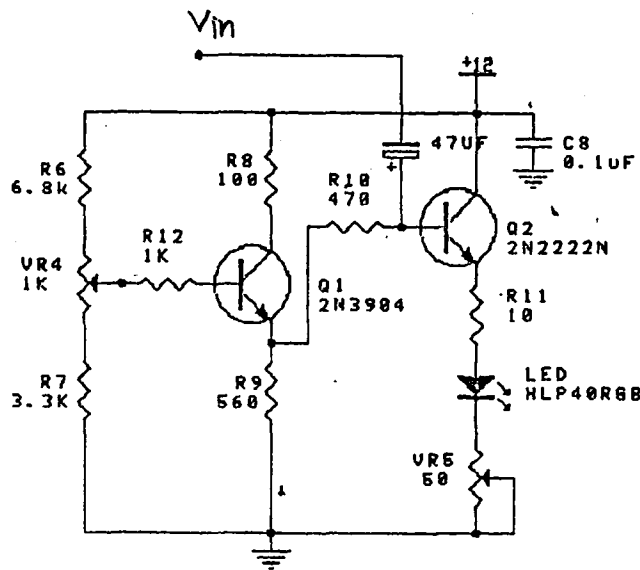 Vin
+12
47UF
+
C8
0.1uF
R6
6.8k
R8
100
R10
470
Q2
2N2222N
R12
1K
VR4
1K
Q1
2N3904
R11
10
R7
3.3K
R9
560
LED
HLP40RGB
VR5
50